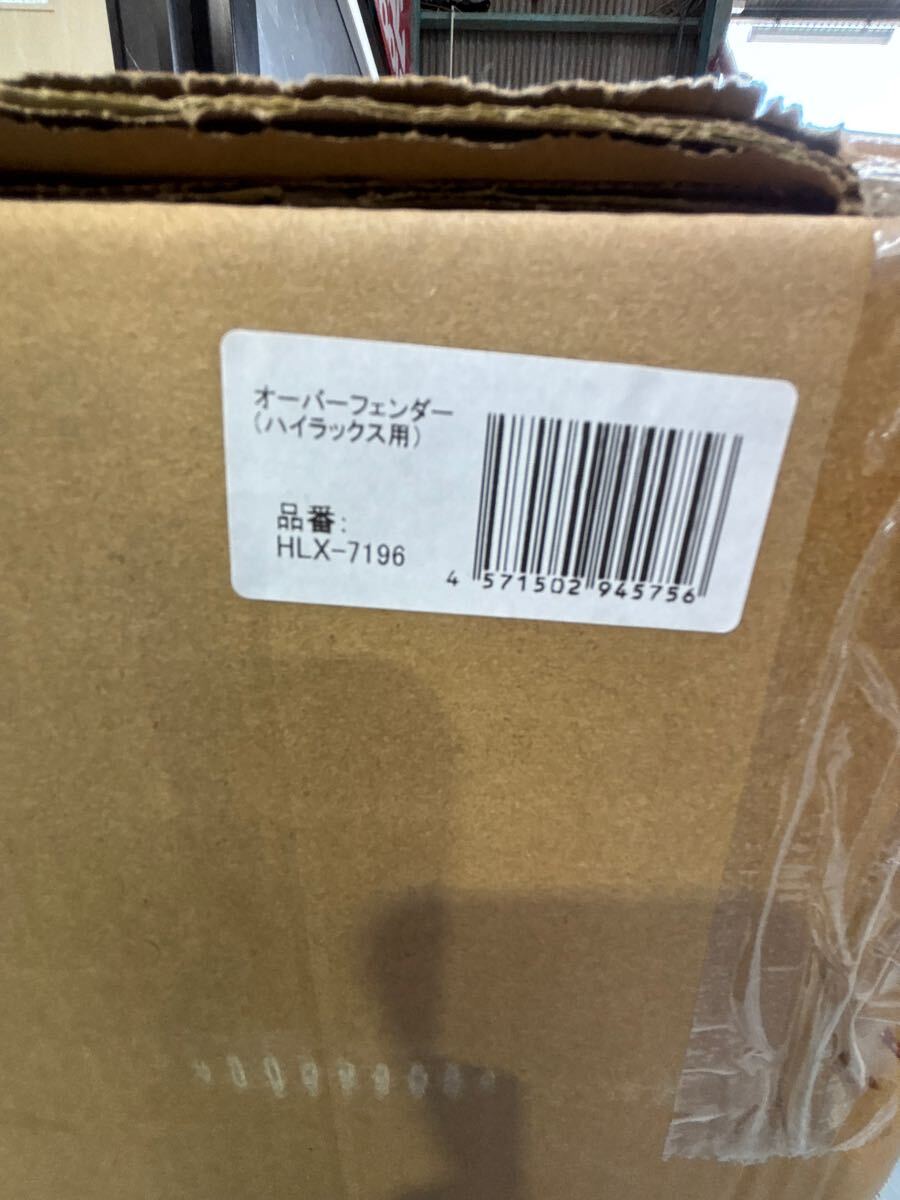 オーバーフェンダー
(ハイラックス用)
品番:
HLX-7196
4 571502 945756